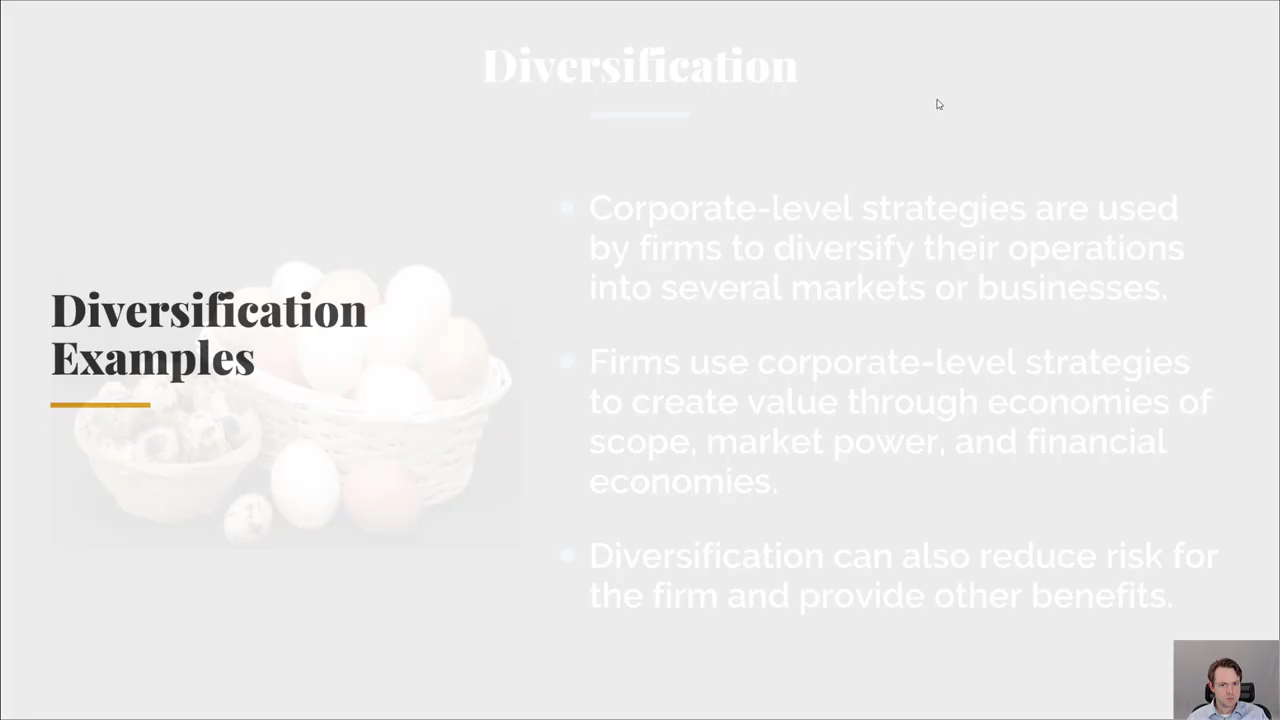 Diversification
Diversification
Examples
Corporate-level strategies are used
by firms to diversify their operations
into several markets or businesses.
Firms use corporate-level strategies
to create value through economies of
scope, market power, and financial
economies.
Diversification can also reduce risk for
the firm and provide other benefits.